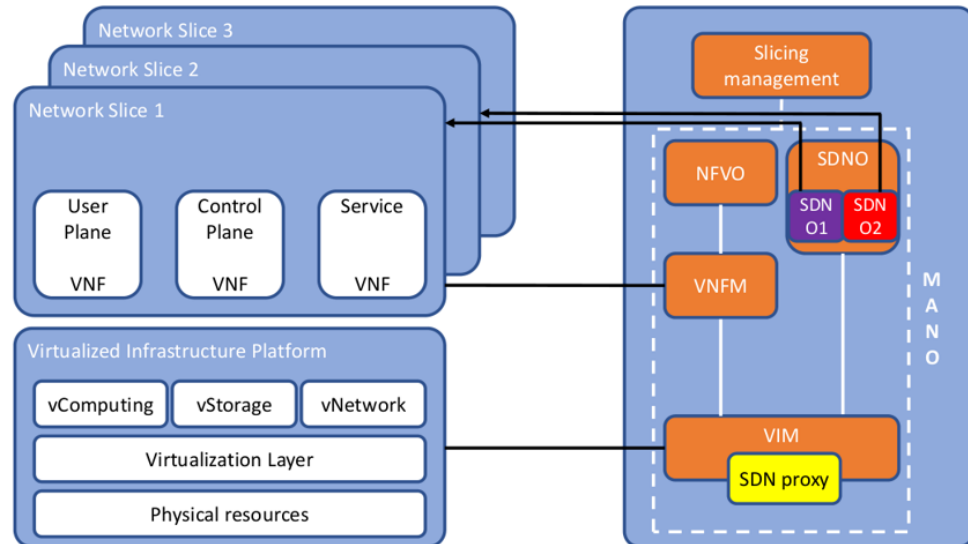 Network Slice 3
Network Slice 2
Network Slice 1
User
Plane
VNF
Control
Plane
VNF
Service
VNF
Virtualized Infrastructure Platform
vComputing
vStorage
vNetwork
Virtualization Layer
Physical resources
Slicing
management
NFVO
SDNO
SDN
O1
SDN
O2
VNFM
VIM
SDN proxy
M
A
N
O